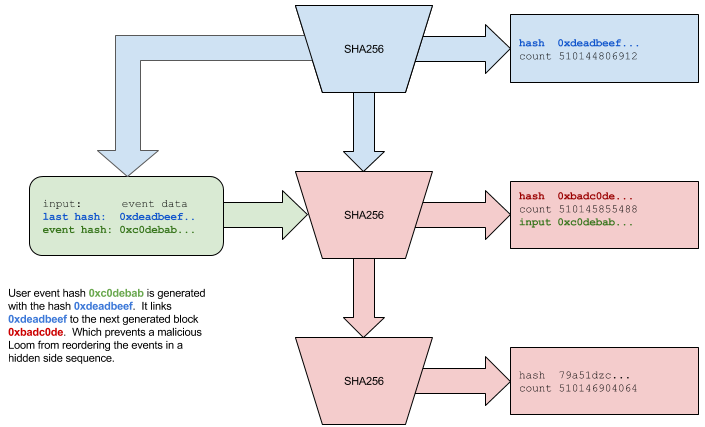 SHA256
hash 0xdeadbeef...
count 510144806912
input: event data
last hash: 0xdeadbeef..
event hash: 0xc0debab...
SHA256
hash 0xbadc0de...
count 510145855488
input 0xc0debab...
User event hash 0xc0debab is generated
with the hash 0xdeadbeef. It links
0xdeadbeef to the next generated block
0xbadc0de. Which prevents a malicious
Loom from reordering the events in a
hidden side sequence.
SHA256
hash 79a51dzc...
count 510146904064